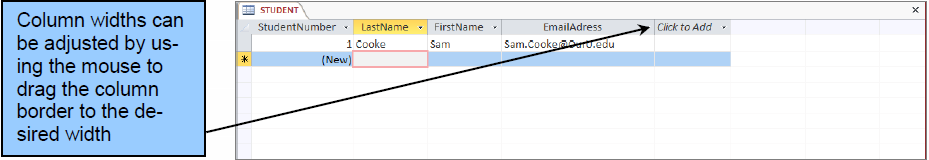 Column widths can
be adjusted by us-
ing the mouse to
drag the column
border to the de-
sired width
STUDENT
StudentNumber LastName FirstName EmailAdress Click to Add
1 Cooke Sam Sam.Cooke@OurU.edu
(New)